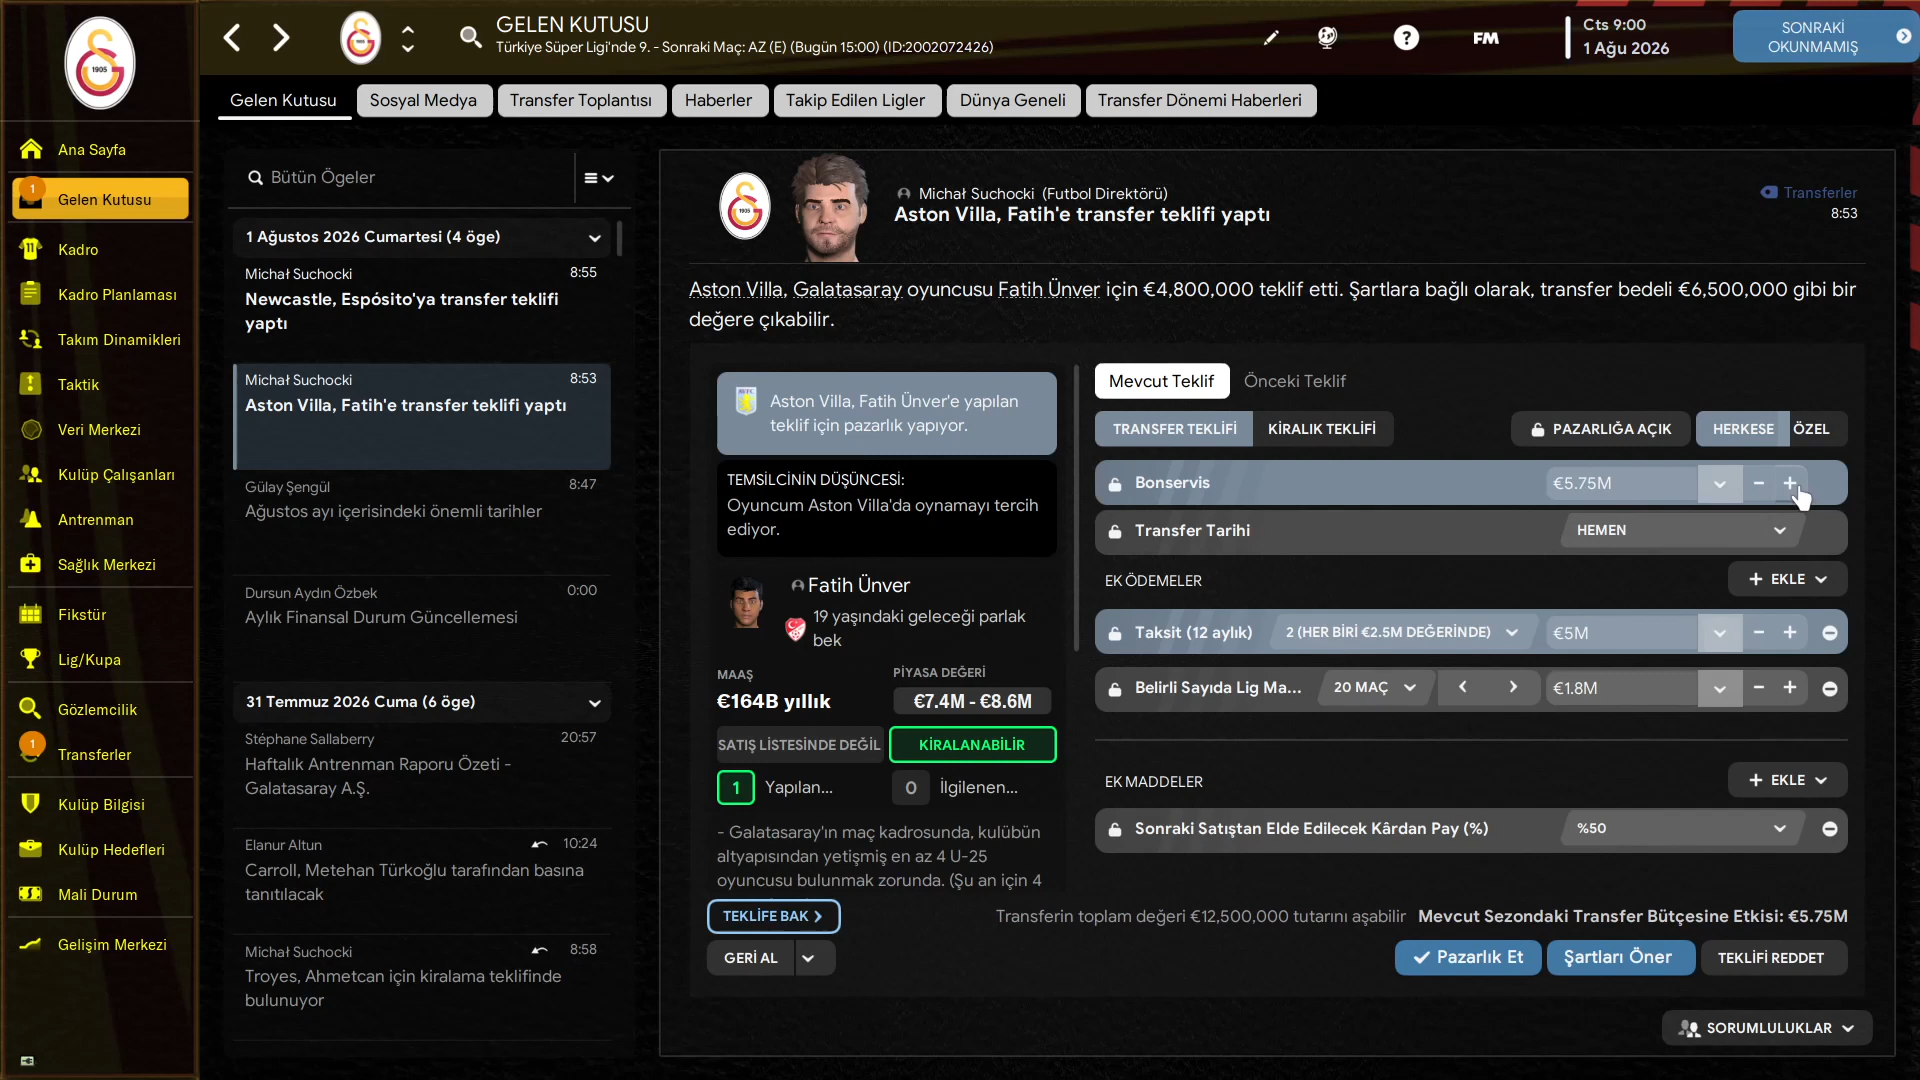 GELEN KUTUSU
Türkiye Süper Ligi'nde 9. - Sonraki Maç: AZ (E) (Bugün 15:00) (ID:2002072426)
FM
Cts 9:00
1 Ağu 2026
SONRAKİ
OKUNMAMIŞ
1905
Gelen Kutusu
Sosyal Medya
Transfer Toplantısı
Haberler
Takip Edilen Ligler
Dünya Geneli
Transfer Dönemi Haberleri
Ana Sayfa
1
Gelen Kutusu
Kadro
Kadro Planlaması
Takım Dinamikleri
Taktik
Veri Merkezi
Kulüp Çalışanları
Antrenman
Sağlık Merkezi
Fikstür
Lig/Kupa
Gözlemcilik
1
Transferler
Kulüp Bilgisi
Kulüp Hedefleri
Mali Durum
Gelişim Merkezi
Bütün Ögeler
1 Ağustos 2026 Cumartesi (4 öge)
Michał Suchocki 8:55
Newcastle, Espósito'ya transfer teklifi
yaptı
Michał Suchocki 8:53
Aston Villa, Fatih'e transfer teklifi yaptı
Gülay Şengül 8:47
Ağustos ayı içerisindeki önemli tarihler
Dursun Aydın Özbek 0:00
Aylık Finansal Durum Güncellemesi
31 Temmuz 2026 Cuma (6 öge)
Stéphane Sallaberry 20:57
Haftalık Antrenman Raporu Özeti -
Galatasaray A.Ş.
Elanur Altun 10:24
Carroll, Metehan Türkoğlu tarafından basına
tanıtılacak
Michał Suchocki 8:58
Troyes, Ahmetcan için kiralama teklifinde
bulunuyor
Michał Suchocki (Futbol Direktörü)
Aston Villa, Fatih'e transfer teklifi yaptı
Transferler
8:53
Aston Villa, Galatasaray oyuncusu Fatih Ünver için €4,800,000 teklif etti. Şartlara bağlı olarak, transfer bedeli €6,500,000 gibi bir
değere çıkabilir.
Aston Villa, Fatih Ünver'e yapılan
teklif için pazarlık yapıyor.
TEMSİLCİNİN DÜŞÜNCESİ:
Oyuncum Aston Villa'da oynamayı tercih
ediyor.
Fatih Ünver
19 yaşındaki geleceği parlak
bek
MAAŞ
€164B yıllık
PİYASA DEĞERİ
€7.4M - €8.6M
SATIŞ LİSTESİNDE DEĞİL
KİRALANABİLİR
1 Yapılan...
0 İlgilenen...
- Galatasaray'ın maç kadrosunda, kulübün
altyapısından yetişmiş en az 4 U-25
oyuncusu bulunmak zorunda. (Şu an için 4
TEKLİFE BAK
GERİ AL
Mevcut Teklif
Önceki Teklif
TRANSFER TEKLİFİ
KİRALIK TEKLİFİ
PAZARLIĞA AÇIK
HERKESE
ÖZEL
Bonservis €5.75M
Transfer Tarihi HEMEN
EK ÖDEMELER
EKLE
Taksit (12 aylık) 2 (HER BİRİ €2.5M DEĞERİNDE) €5M
Belirli Sayıda Lig Ma... 20 MAÇ €1.8M
EK MADDELER
EKLE
Sonraki Satıştan Elde Edilecek Kârdan Pay (%) %50
Transferin toplam değeri €12,500,000 tutarını aşabilir Mevcut Sezondaki Transfer Bütçesine Etkisi: €5.75M
Pazarlık Et
Şartları Öner
TEKLİFİ REDDET
SORUMLULUKLAR